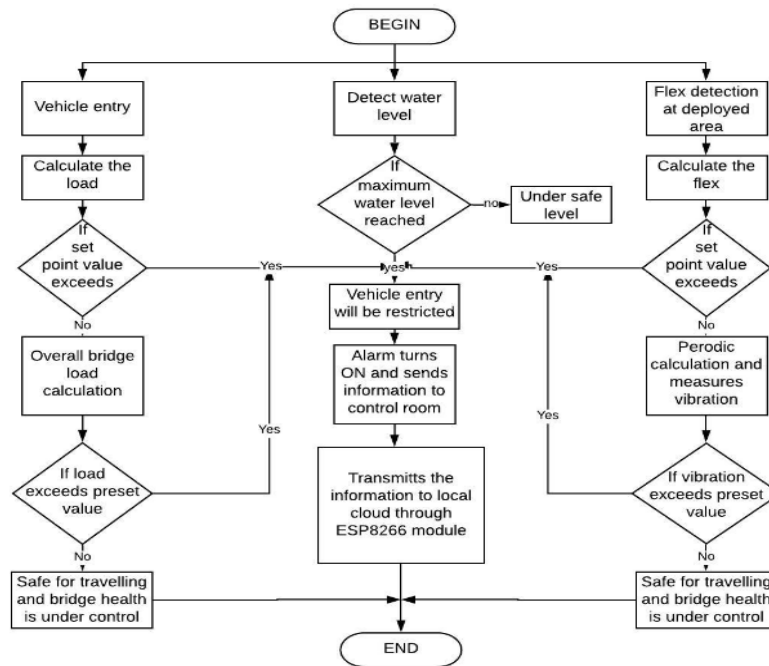 BEGIN
Vehicle entry
Calculate the
load
If
set
point value
exceeds
Yes
No
Overall bridge
load
calculation
If load
exceeds preset
value
Yes
No
Safe for travelling
and bridge health
is under control
Detect water
level
If
maximum
water level
reached
no
Under safe
level
yes
Vehicle entry
will be restricted
Alarm turns
ON and sends
information to
control room
Transmitts the
information to local
cloud through
ESP8266 module
Flex detection
at deployed
area
Calculate the
flex
If
set
point value
exceeds
Yes
No
Perodic
calculation and
measures
vibration
If vibration
exceeds preset
value
Yes
No
Safe for travelling
and bridge health
is under control
END